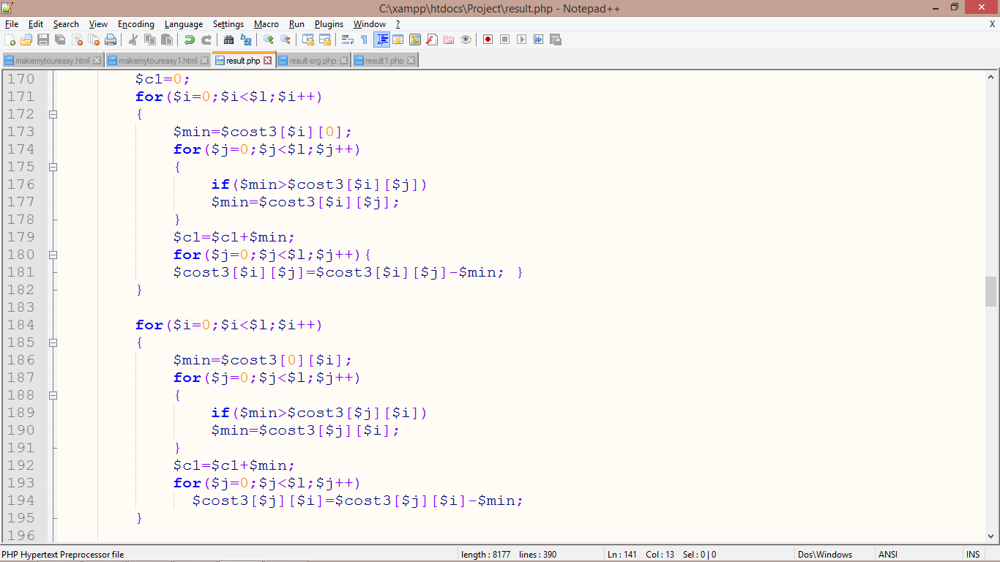 C:\xampp\htdocs\Project\result.php - Notepad++
File Edit Search View Encoding Language Settings Macro Run Plugins Window ? X
makemytoureasy.html makemytoureasy1.html result.php result-org.php result1.php
170 $c1=0;
171 for($i=0;$i<$l;$i++)
172 {
173 $min=$cost3[$i][0];
174 for($j=0;$j<$l;$j++)
175 {
176 if($min>$cost3[$i][$j])
177 $min=$cost3[$i][$j];
178 }
179 $c1=$c1+$min;
180 for($j=0;$j<$l;$j++){
181 $cost3[$i][$j]=$cost3[$i][$j]-$min; }
182 }
183
184 for($i=0;$i<$l;$i++)
185 {
186 $min=$cost3[0][$i];
187 for($j=0;$j<$l;$j++)
188 {
189 if($min>$cost3[$j][$i])
190 $min=$cost3[$j][$i];
191 }
192 $c1=$c1+$min;
193 for($j=0;$j<$l;$j++)
194 $cost3[$j][$i]=$cost3[$j][$i]-$min;
195 }
196
PHP Hypertext Preprocessor file length : 8177 lines : 390 Ln : 141 Col : 13 Sel : 0 | 0 Dos\Windows ANSI INS